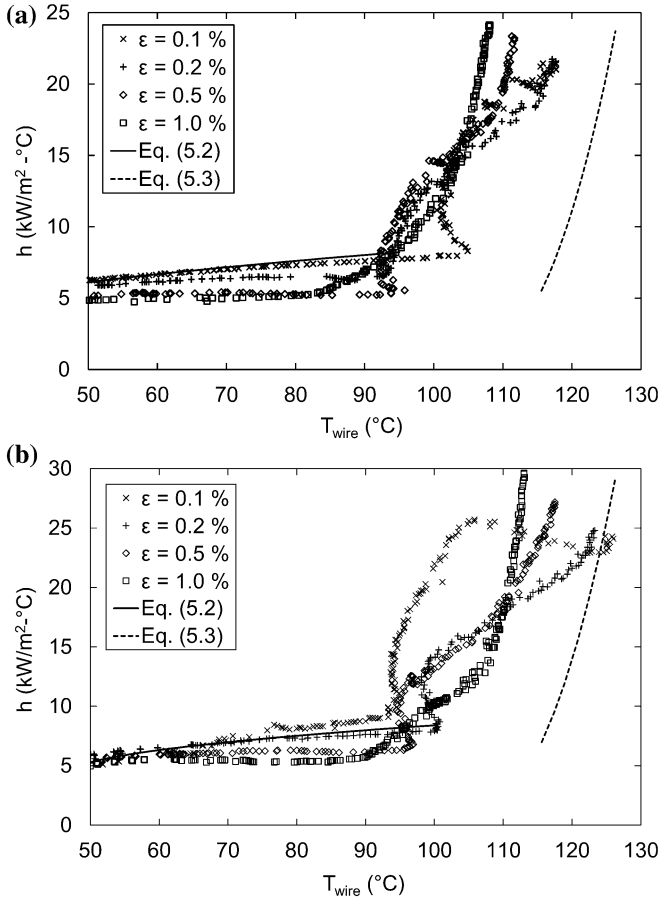 (a)
25
20
15
10
5
0
h (kW/m² -°C)
× ε = 0.1 %
+ ε = 0.2 %
◇ ε = 0.5 %
□ ε = 1.0 %
Eq. (5.2)
Eq. (5.3)
50 60 70 80 90 100 110 120 130
T_wire (°C)
(b)
30
25
20
15
10
5
0
h (kW/m²-°C)
× ε = 0.1 %
+ ε = 0.2 %
◇ ε = 0.5 %
□ ε = 1.0 %
Eq. (5.2)
Eq. (5.3)
50 60 70 80 90 100 110 120 130
T_wire (°C)